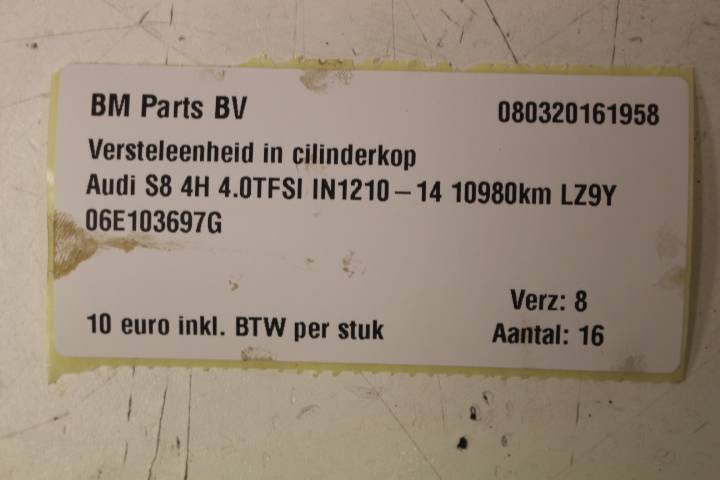 BM Parts BV 080320161958
Versteleenheid in cilinderkop
Audi S8 4H 4.0TFSI IN1210-14 10980km LZ9Y
06E103697G
Verz: 8
10 euro inkl. BTW per stuk Aantal: 16